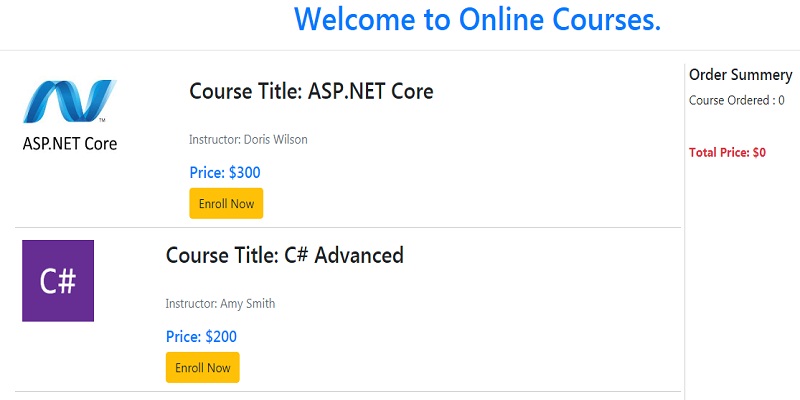 Welcome to Online Courses.
TM
ASP.NET Core
Course Title: ASP.NET Core
Instructor: Doris Wilson
Price: $300
Enroll Now
C#
Course Title: C# Advanced
Instructor: Amy Smith
Price: $200
Enroll Now
Order Summery
Course Ordered : 0
Total Price: $0